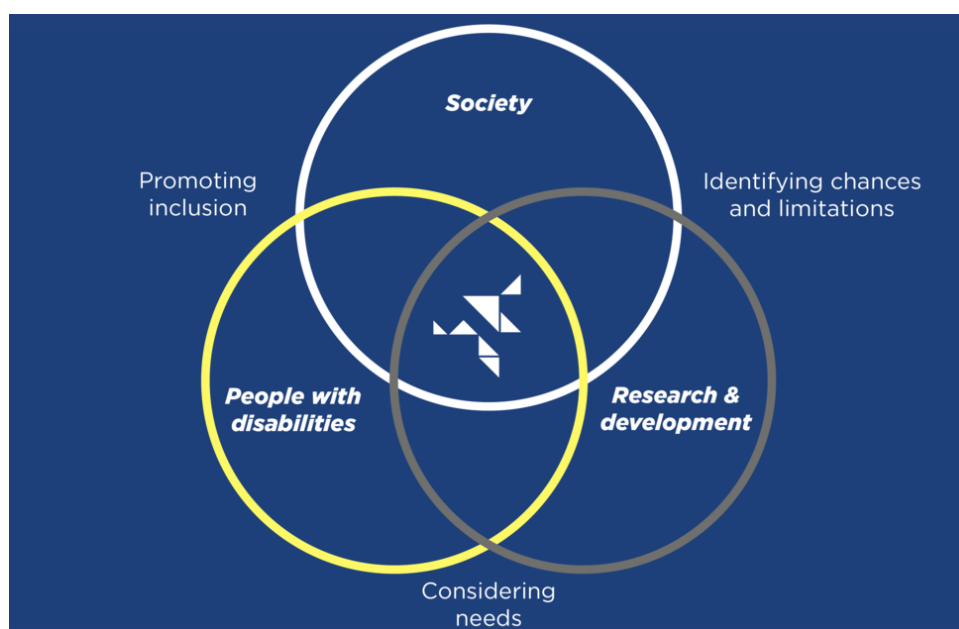 Society
Promoting
inclusion
Identifying chances
and limitations
People with
disabilities
Research &
development
Considering
needs